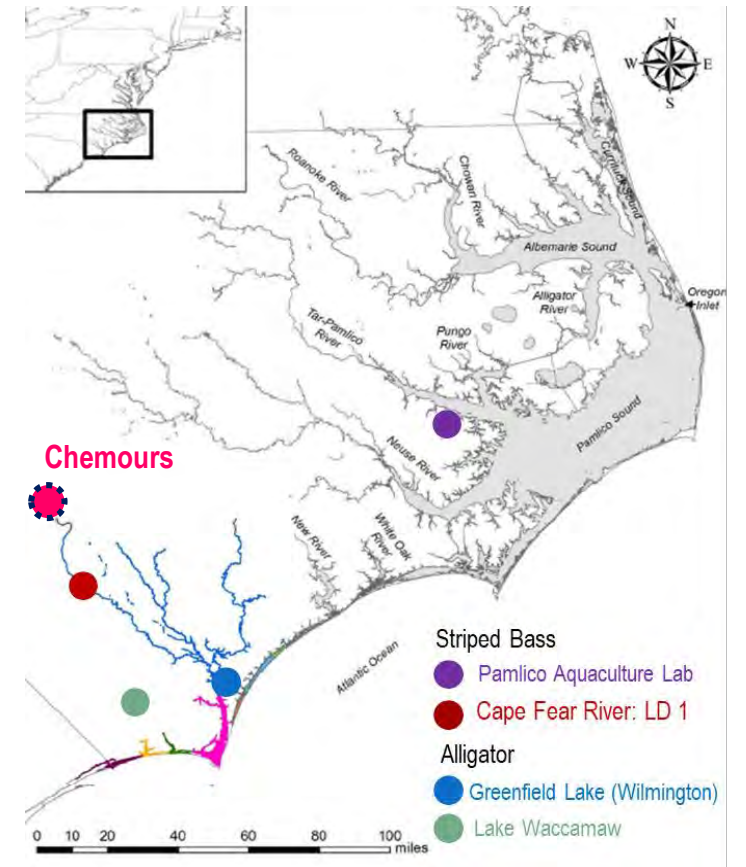 N
W E
S
Roanoke River
Chowan River
Currituck Sound
Albemarle Sound
Oregon
Inlet
Alligator
River
Tar-Pamlico
River
Pungo
River
Pamlico Sound
Neuse River
Chemours
New River
White Oak
River
Atlantic Ocean
Striped Bass
Pamlico Aquaculture Lab
Cape Fear River: LD 1
Alligator
Greenfield Lake (Wilmington)
Lake Waccamaw
0 10 20 40 60 80 100
miles